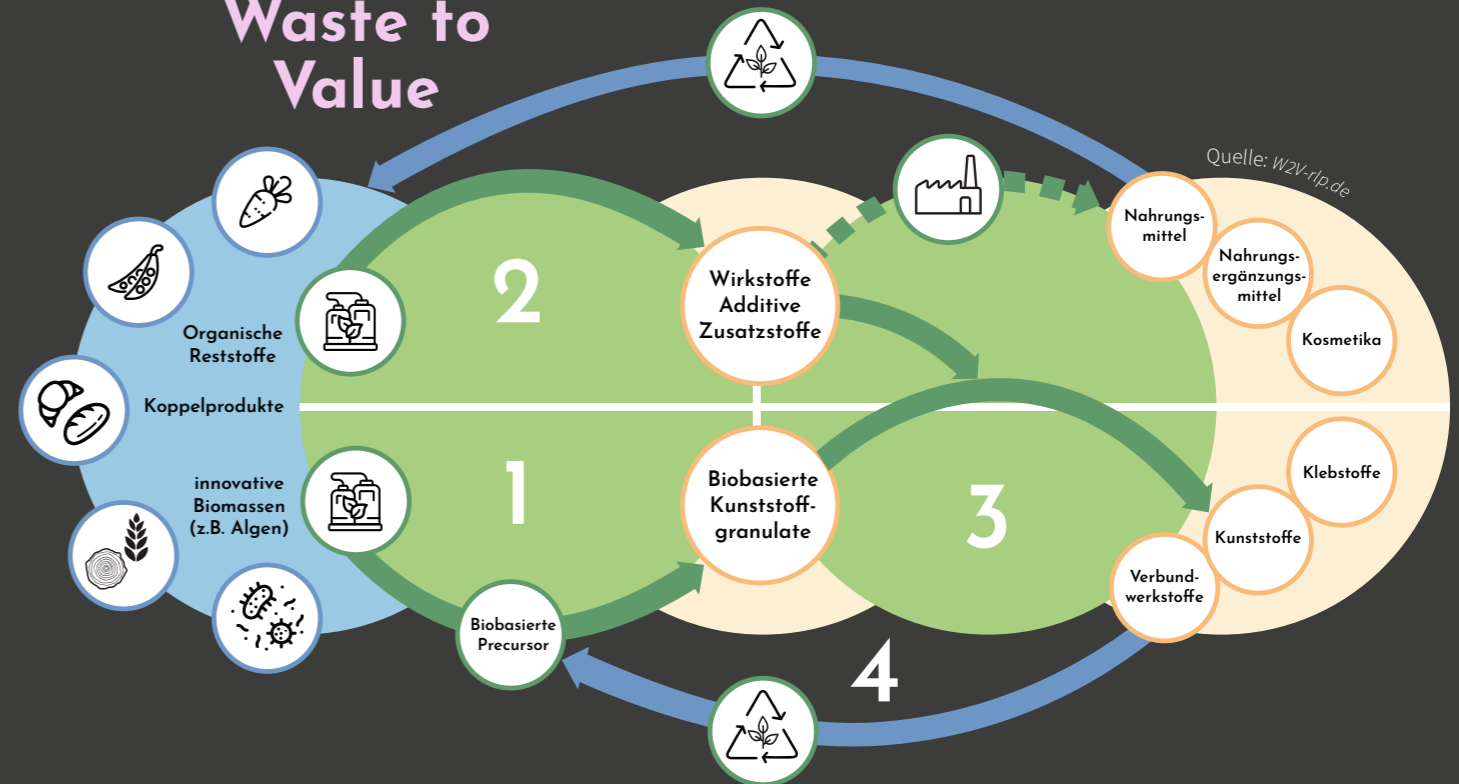 Waste to
Value
Quelle: W2V-rlp.de
Nahrungs-
mittel
Nahrungs-
ergänzungs-
mittel
Kosmetika
2
Wirkstoffe
Additive
Zusatzstoffe
Organische
Reststoffe
Koppelprodukte
innovative
Biomassen
(z.B. Algen)
1
Biobasierte
Kunststoff-
granulate
3
Klebstoffe
Kunststoffe
Verbund-
werkstoffe
Biobasierte
Precursor
4